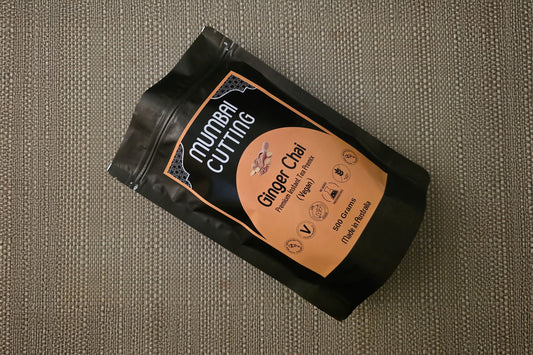 MUMBAI
CUTTING
Ginger Chai
Premium Instant Tea Premix
(Vegan)
V
500 Grams
(Made in Australia